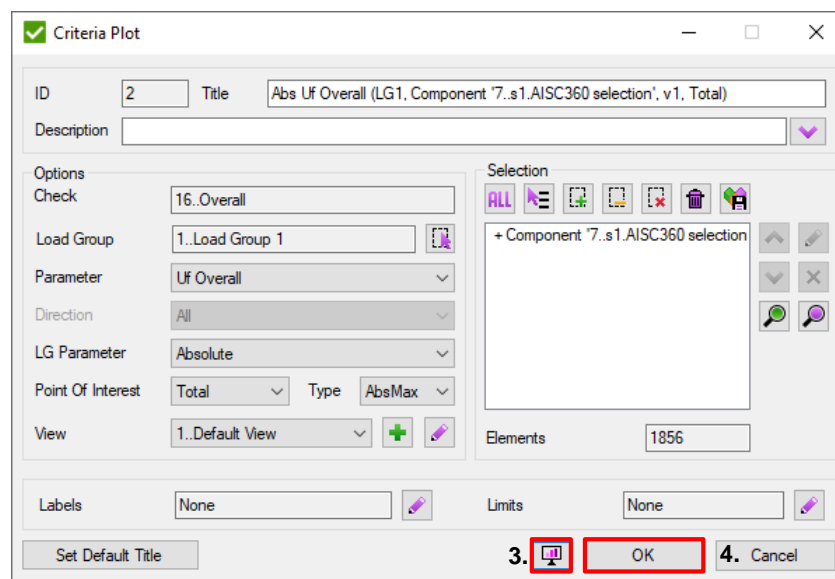 Criteria Plot
ID 2 Title Abs Uf Overall (LG1, Component '7..s1.AISC360 selection', v1, Total)
Description
Options
Check 16..Overall
Load Group 1..Load Group 1
Parameter Uf Overall
Direction All
LG Parameter Absolute
Point Of Interest Total Type AbsMax
View 1..Default View
Selection
ALL
+ Component '7..s1.AISC360 selection
Elements 1856
Labels None Limits None
Set Default Title 3. OK 4. Cancel